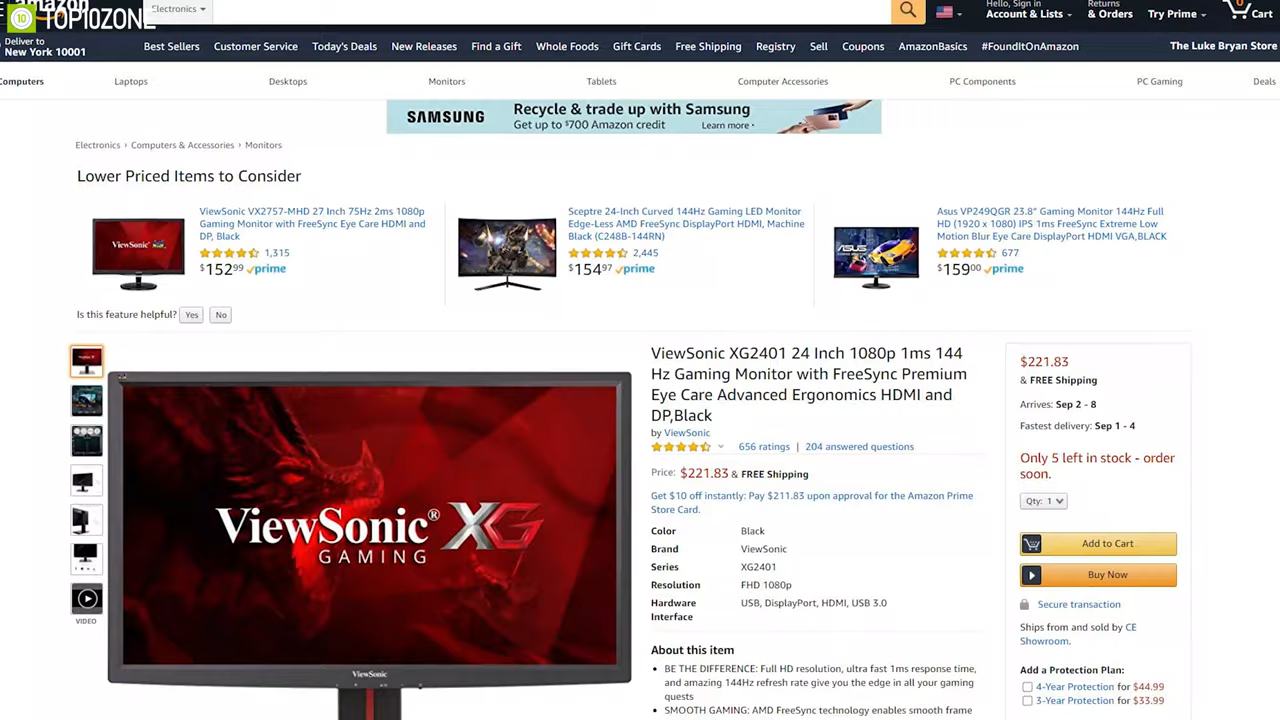 amazon
10 TOP10ZONE
Electronics
Hello, Sign in
Account & Lists
Returns
& Orders
Try Prime
0
Cart
Deliver to
New York 10001
Best Sellers
Customer Service
Today's Deals
New Releases
Find a Gift
Whole Foods
Gift Cards
Free Shipping
Registry
Sell
Coupons
AmazonBasics
#FoundItOnAmazon
The Luke Bryan Store
Computers
Laptops
Desktops
Monitors
Tablets
Computer Accessories
PC Components
PC Gaming
Deals
SAMSUNG
Recycle & trade up with Samsung
Get up to $700 Amazon credit Learn more ›
Electronics › Computers & Accessories › Monitors
Lower Priced Items to Consider
ViewSonic
ViewSonic VX2757-MHD 27 Inch 75Hz 2ms 1080p
Gaming Monitor with FreeSync Eye Care HDMI and
DP, Black
1,315
$152⁹⁹ prime
Sceptre 24-Inch Curved 144Hz Gaming LED Monitor
Edge-Less AMD FreeSync DisplayPort HDMI, Machine
Black (C248B-144RN)
2,445
$154⁹⁷ prime
ASUS
Asus VP249QGR 23.8" Gaming Monitor 144Hz Full
HD (1920 x 1080) IPS 1ms FreeSync Extreme Low
Motion Blur Eye Care DisplayPort HDMI VGA,BLACK
677
$159⁰⁰ prime
Is this feature helpful? Yes No
VIDEO
ViewSonic® XG
GAMING
ViewSonic
ViewSonic XG2401 24 Inch 1080p 1ms 144
Hz Gaming Monitor with FreeSync Premium
Eye Care Advanced Ergonomics HDMI and
DP,Black
by ViewSonic
656 ratings | 204 answered questions
Price: $221.83 & FREE Shipping
Get $10 off instantly: Pay $211.83 upon approval for the Amazon Prime
Store Card.
Color Black
Brand ViewSonic
Series XG2401
Resolution FHD 1080p
Hardware USB, DisplayPort, HDMI, USB 3.0
Interface
About this item
• BE THE DIFFERENCE: Full HD resolution, ultra fast 1ms response time,
and amazing 144Hz refresh rate give you the edge in all your gaming
quests
• SMOOTH GAMING: AMD FreeSync technology enables smooth frame
$221.83
& FREE Shipping
Arrives: Sep 2 - 8
Fastest delivery: Sep 1 - 4
Only 5 left in stock - order
soon.
Qty: 1
Add to Cart
Buy Now
Secure transaction
Ships from and sold by CE
Showroom.
Add a Protection Plan:
4-Year Protection for $44.99
3-Year Protection for $33.99